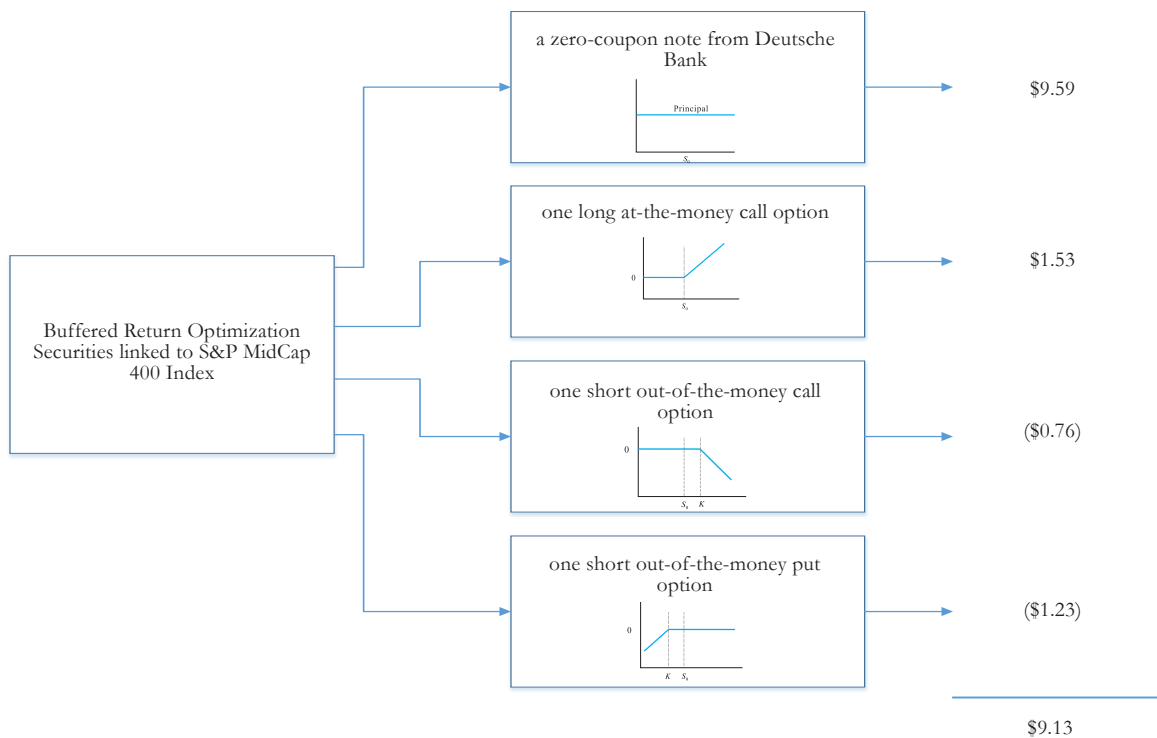 a zero-coupon note from Deutsche
Bank
Principal
S₀
$9.59
one long at-the-money call option
0
S₀
$1.53
Buffered Return Optimization
Securities linked to S&P MidCap
400 Index
one short out-of-the-money call
option
0
S₀ K
($0.76)
one short out-of-the-money put
option
0
K S₀
($1.23)
$9.13